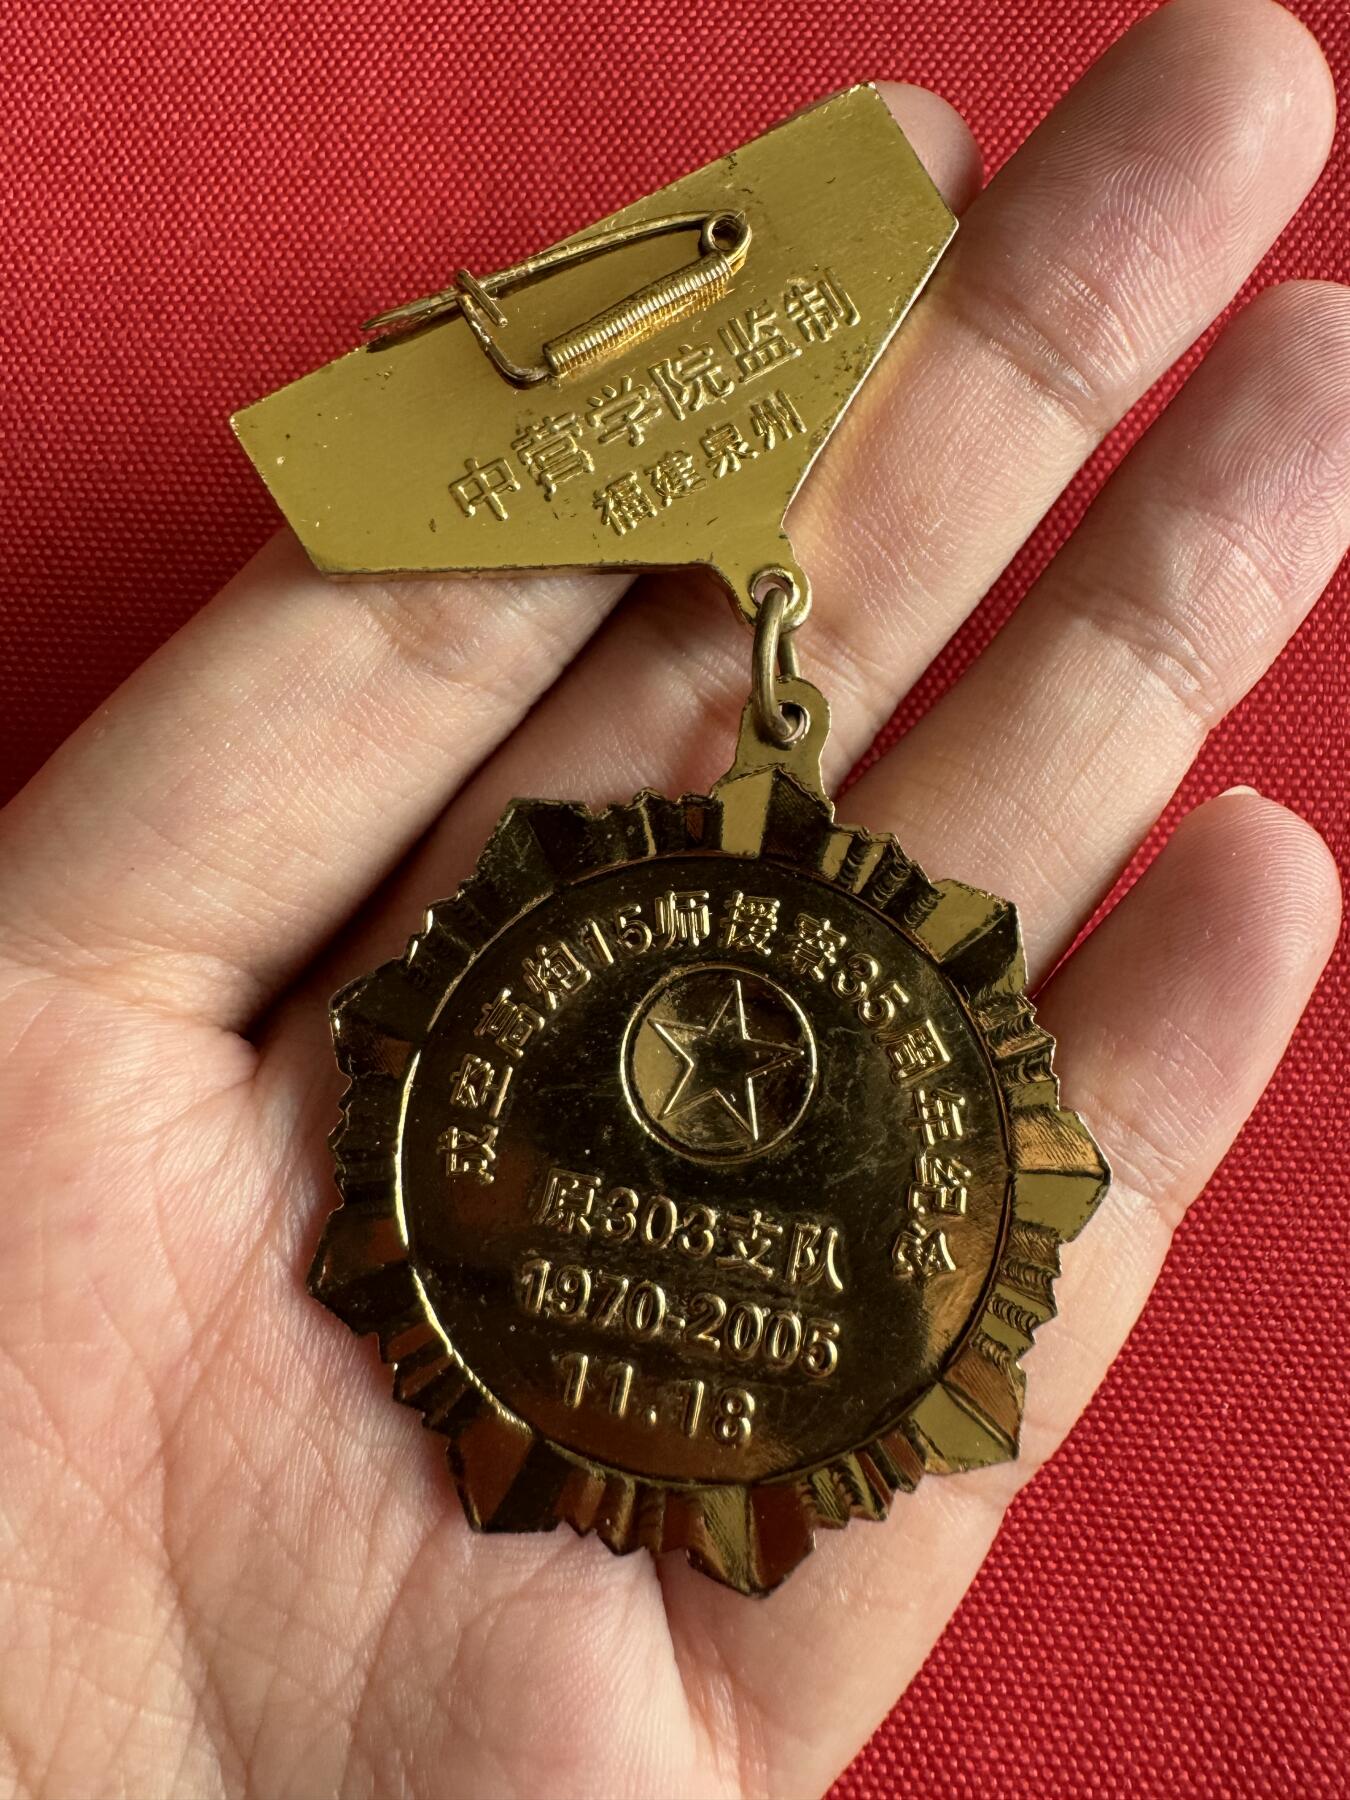 中营学院监制
福建泉州
成空高炮15师援寮35周年纪念
原303支队
1970-2005
11.18